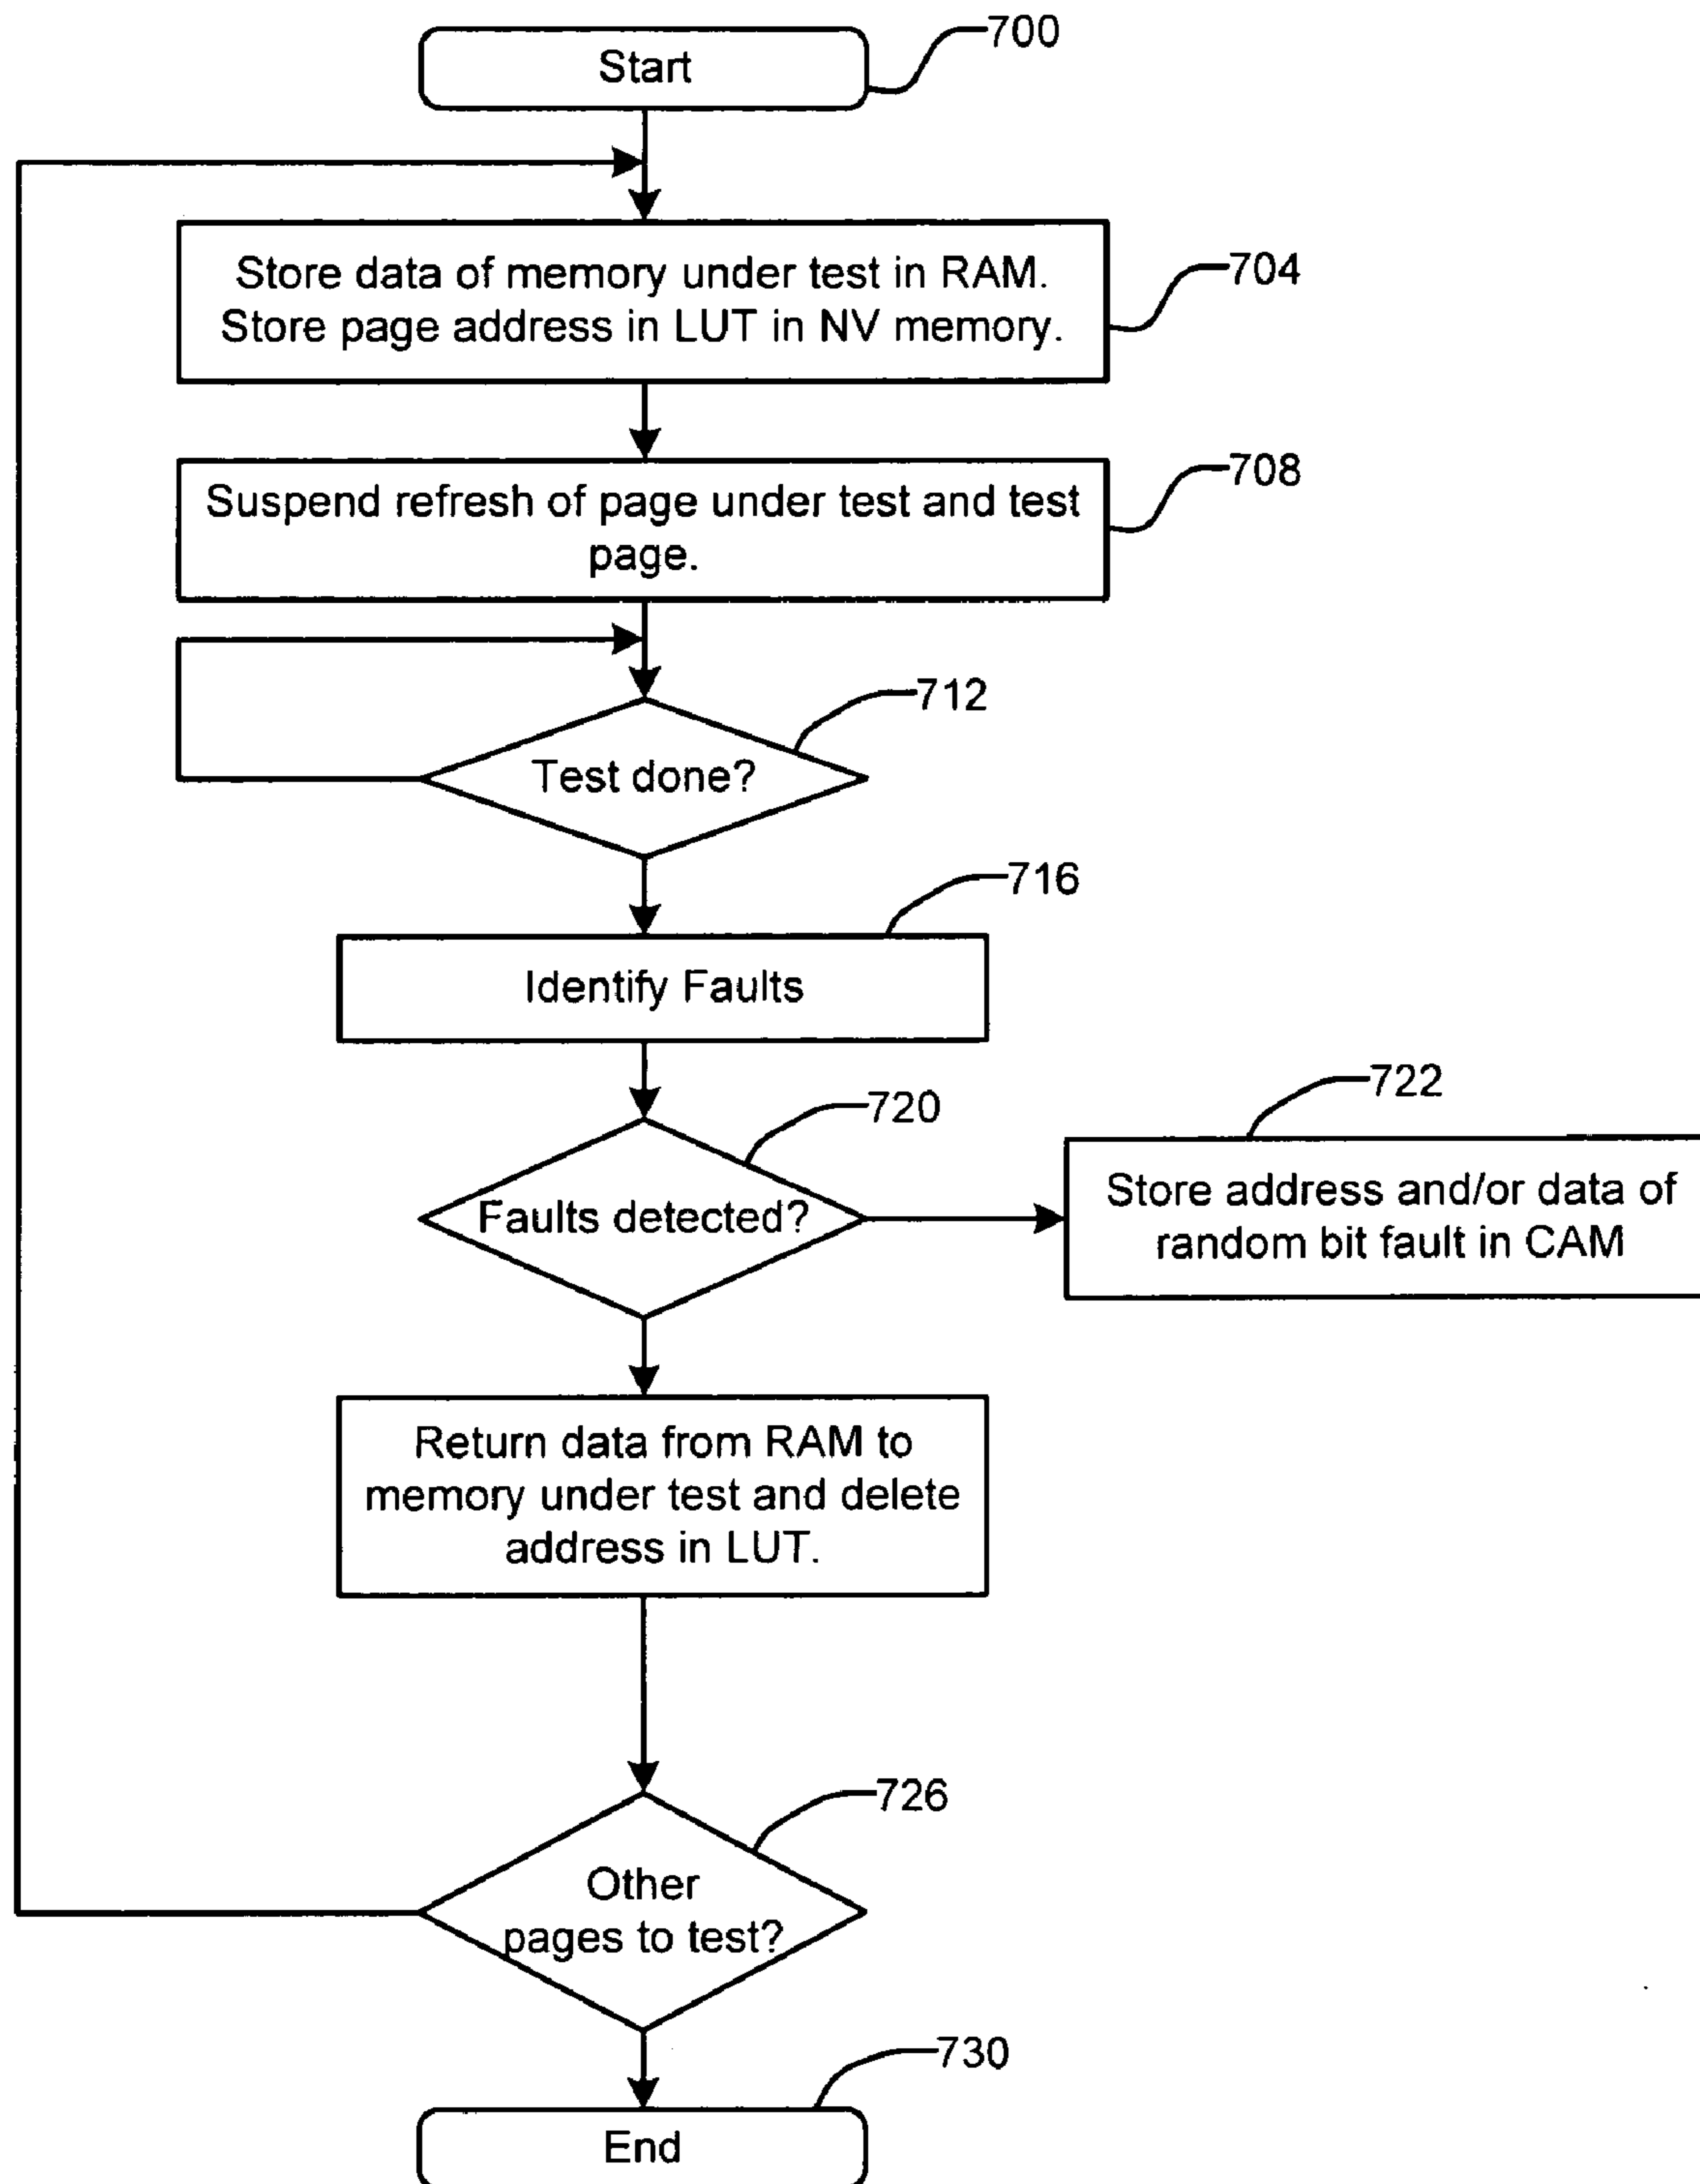 Start
700
Store data of memory under test in RAM.
Store page address in LUT in NV memory.
704
Suspend refresh of page under test and test
page.
708
712
Test done?
716
Identify Faults
720
Faults detected?
722
Store address and/or data of
random bit fault in CAM
Return data from RAM to
memory under test and delete
address in LUT.
726
Other
pages to test?
730
End